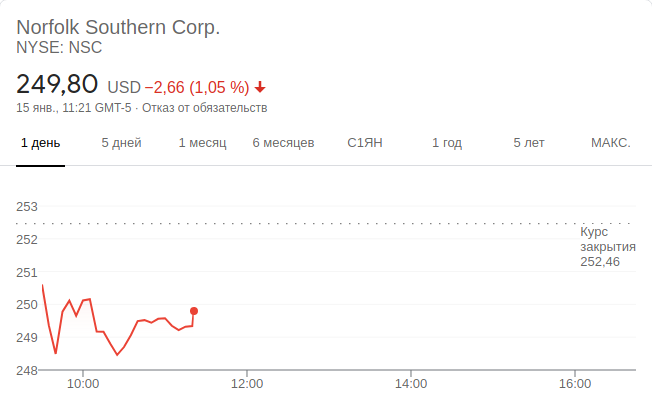 Norfolk Southern Corp.
NYSE: NSC
249,80 USD −2,66 (1,05 %)
15 янв., 11:21 GMT-5 · Отказ от обязательств
1 день 5 дней 1 месяц 6 месяцев С1ЯН 1 год 5 лет МАКС.
253
252
251
250
249
248
Курс
закрытия
252,46
10:00 12:00 14:00 16:00